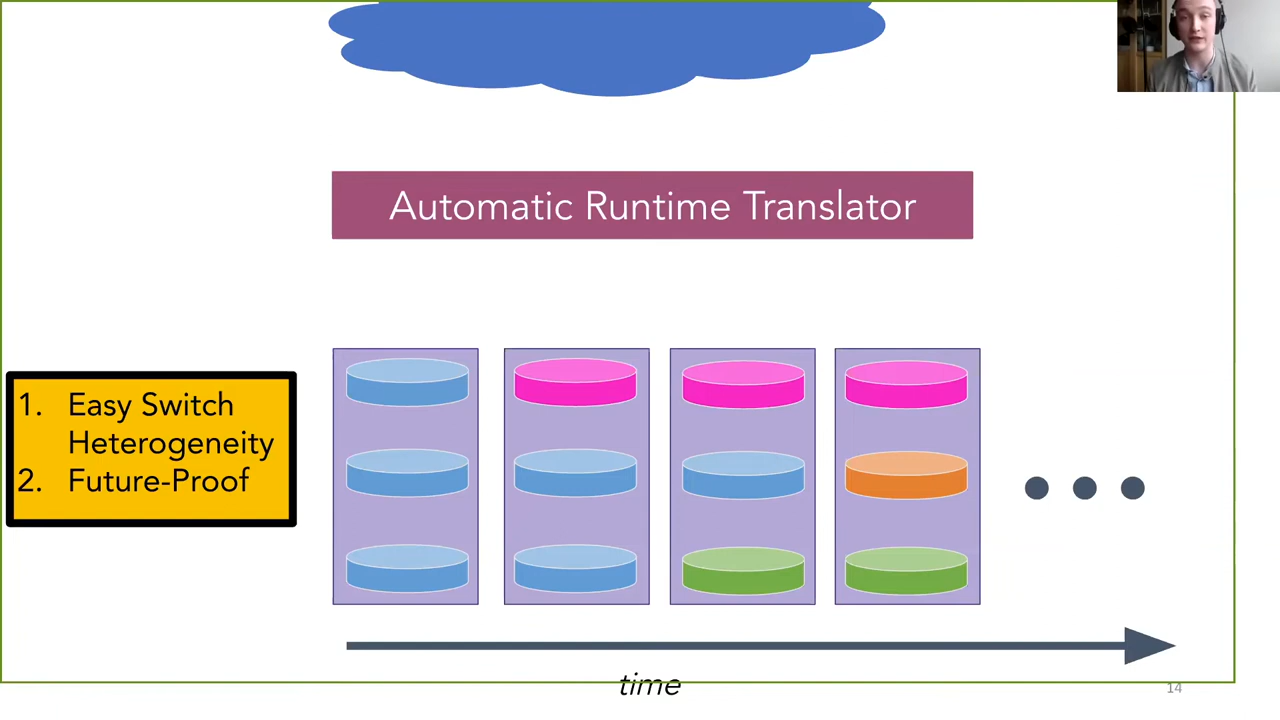 Automatic Runtime Translator
1. Easy Switch
Heterogeneity
2. Future-Proof
time
14